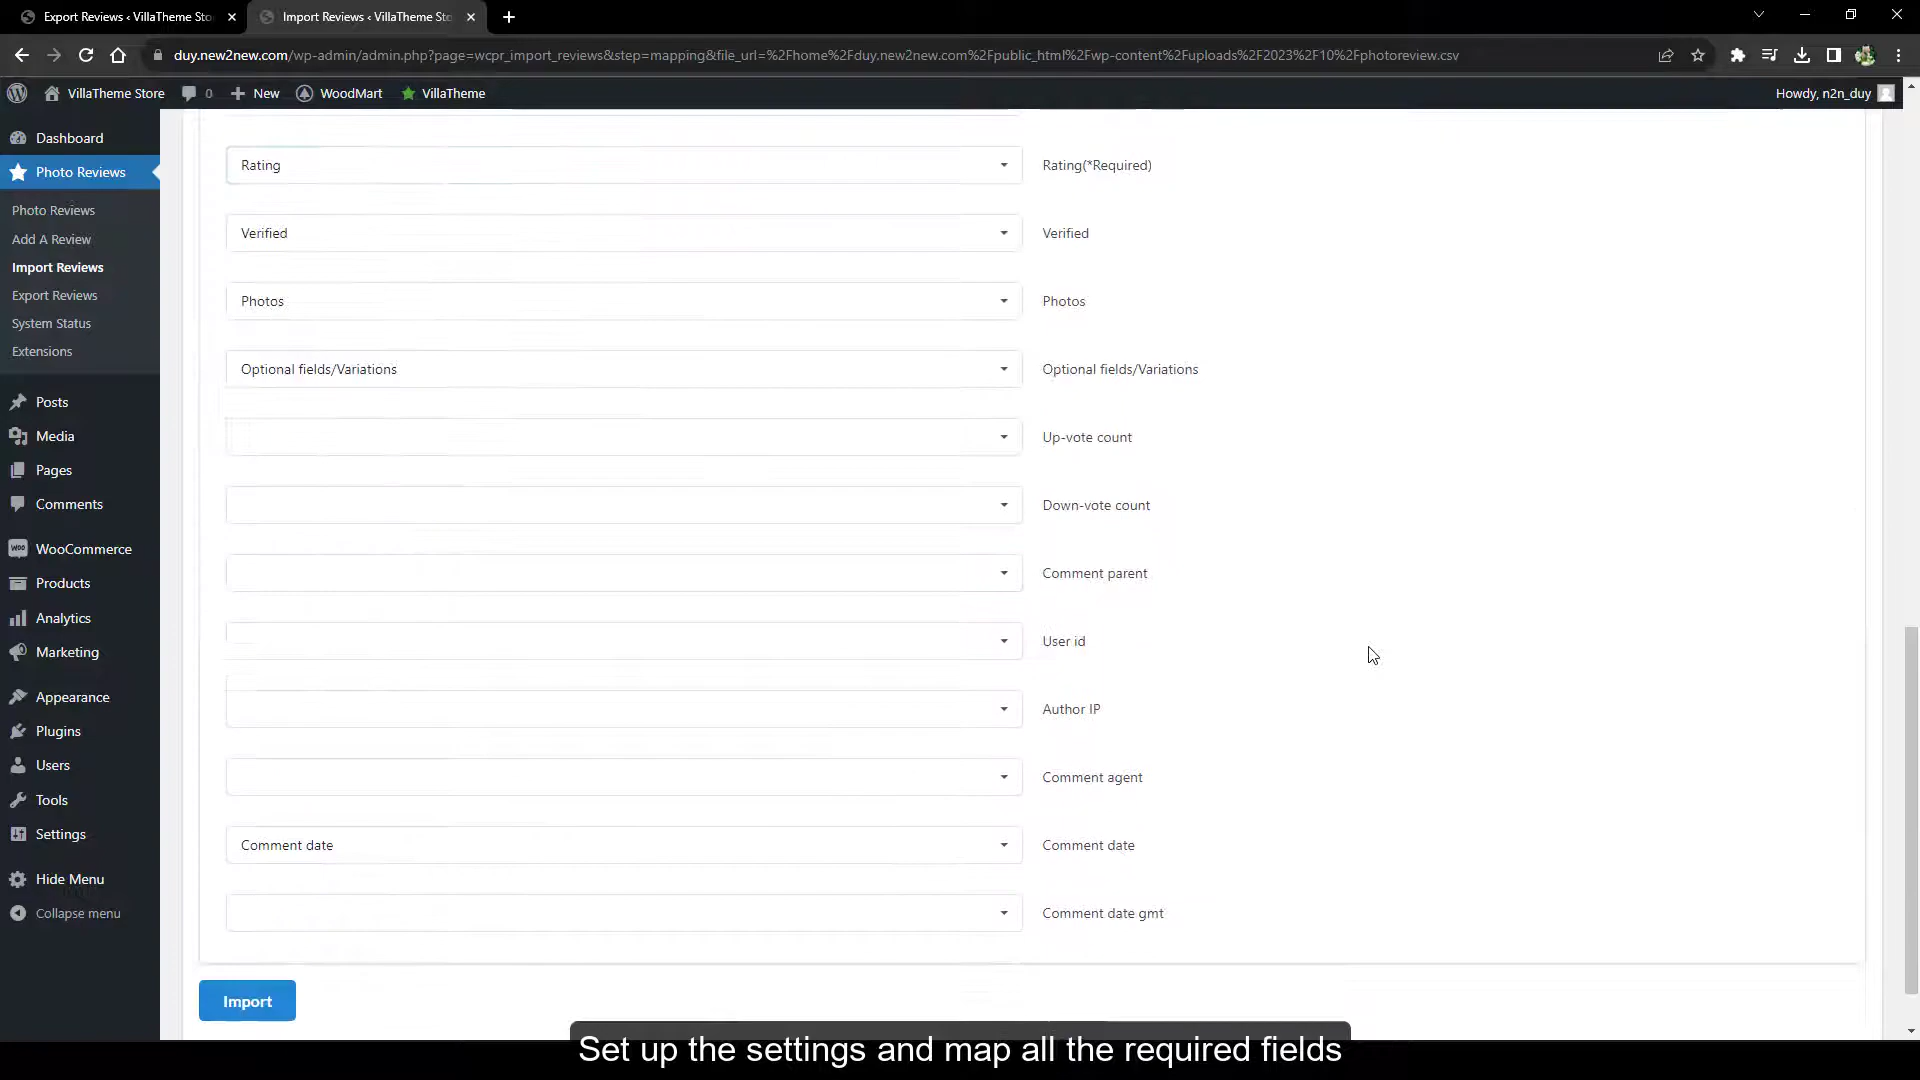 Export Reviews ‹ VillaTheme Sto
Import Reviews ‹ VillaTheme Sto
duy.new2new.com/wp-admin/admin.php?page=wcpr_import_reviews&step=mapping&file_url=%2Fhome%2Fduy.new2new.com%2Fpublic_html%2Fwp-content%2Fuploads%2F2023%2F10%2Fphotoreview.csv
VillaTheme Store 0 New WoodMart VillaTheme Howdy, n2n_duy
Dashboard
Photo Reviews
Photo Reviews
Add A Review
Import Reviews
Export Reviews
System Status
Extensions
Posts
Media
Pages
Comments
WooCommerce
Products
Analytics
Marketing
Appearance
Plugins
Users
Tools
Settings
Hide Menu
Collapse menu
Rating Rating(*Required)
Verified Verified
Photos Photos
Optional fields/Variations Optional fields/Variations
Up-vote count
Down-vote count
Comment parent
User id
Author IP
Comment agent
Comment date Comment date
Comment date gmt
Import
Set up the settings and map all the required fields